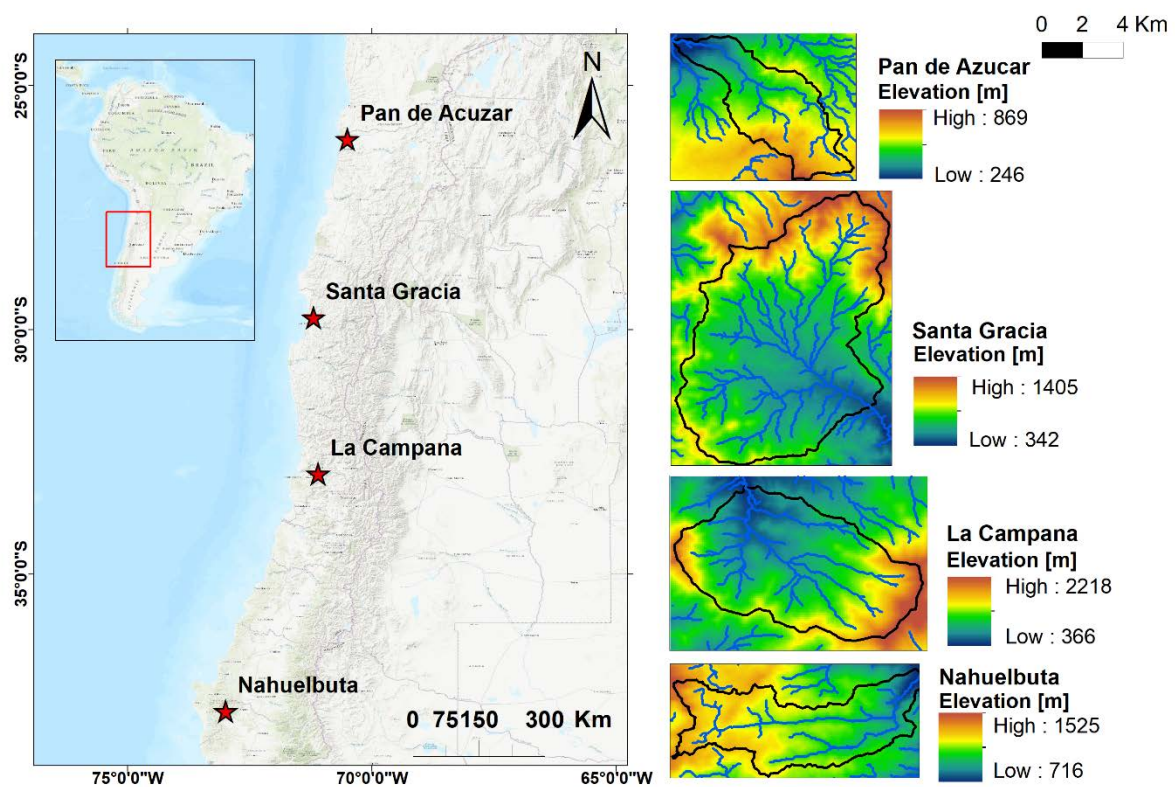 0 2 4 Km
N
25°0'0"S
30°0'0"S
35°0'0"S
Pan de Acuzar
Santa Gracia
La Campana
Nahuelbuta
0 75150 300 Km
75°0'0"W
70°0'0"W
65°0'0"W
Pan de Azucar
Elevation [m]
High : 869
Low : 246
Santa Gracia
Elevation [m]
High : 1405
Low : 342
La Campana
Elevation [m]
High : 2218
Low : 366
Nahuelbuta
Elevation [m]
High : 1525
Low : 716